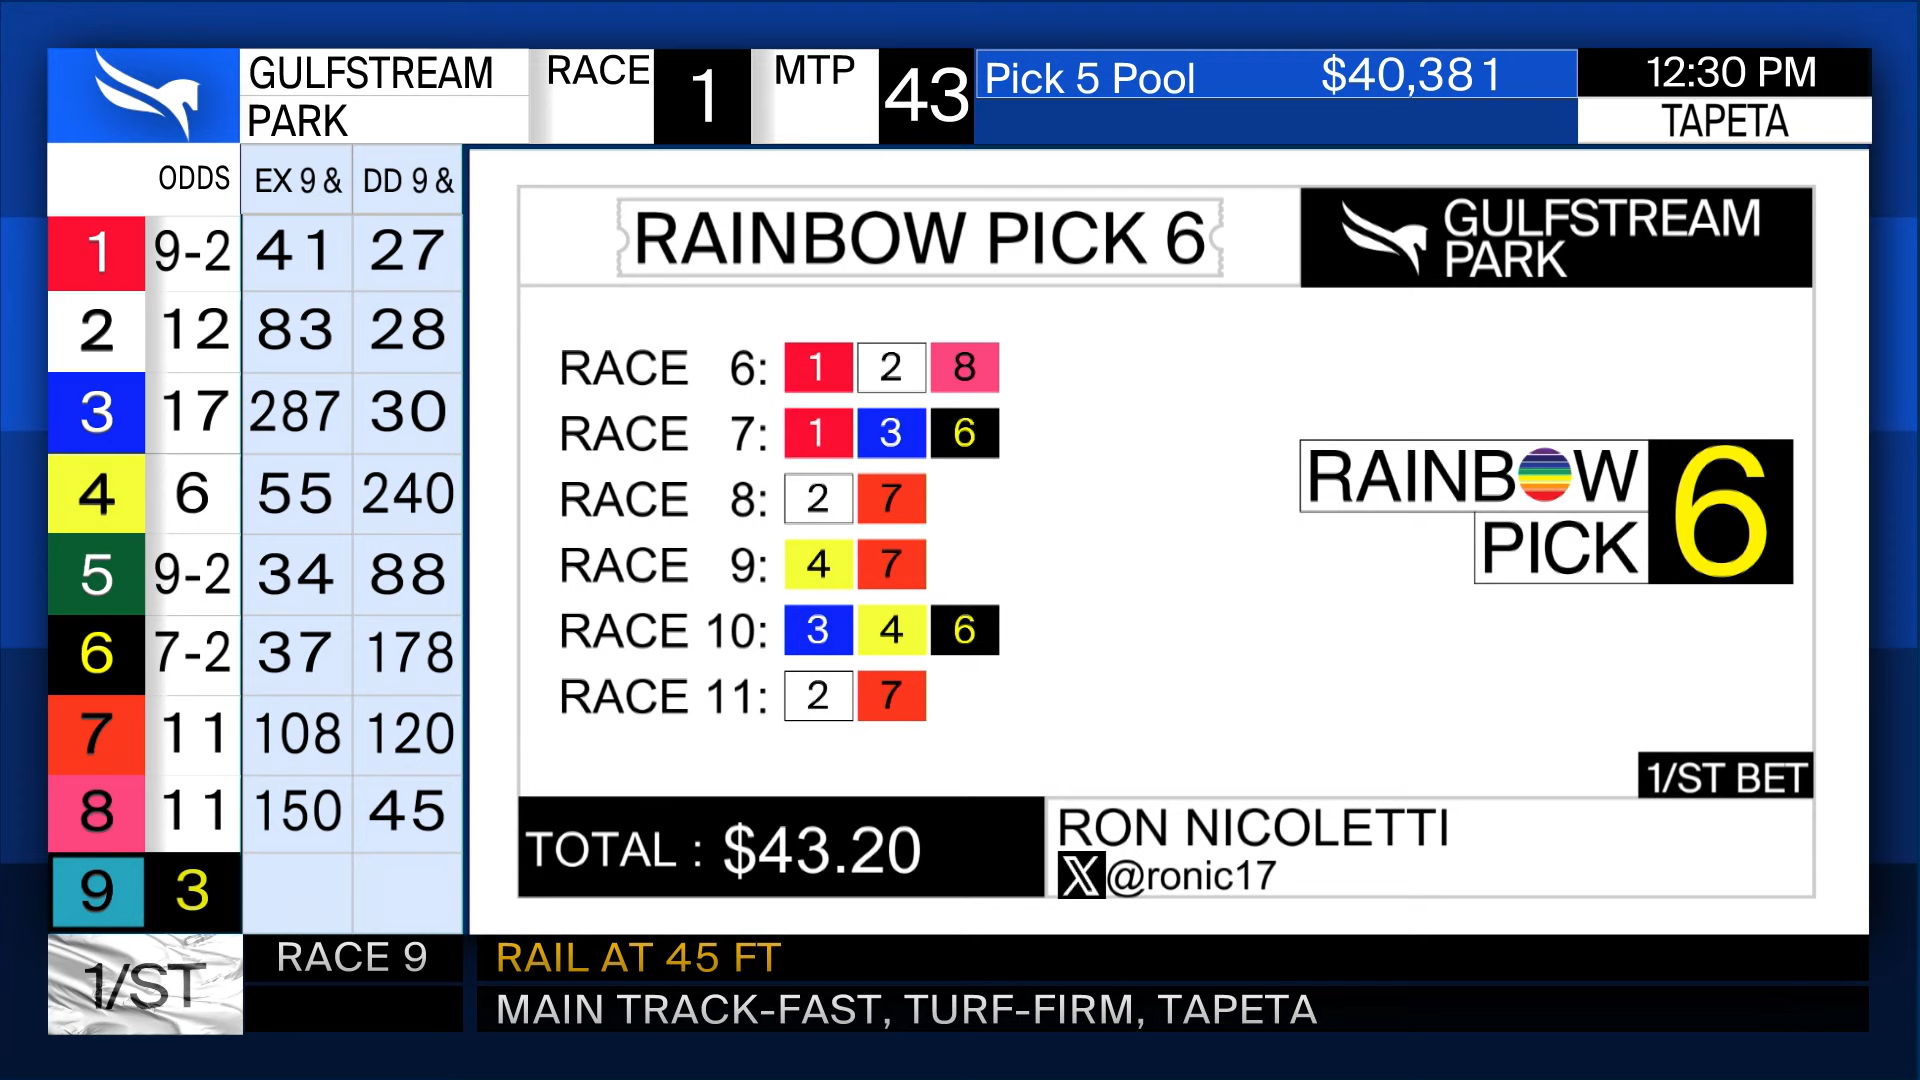 GULFSTREAM
PARK
RACE 1 MTP 43
Pick 5 Pool $40,381
12:30 PM
TAPETA
ODDS EX 9 & DD 9 &
1 9-2 41 27
2 12 83 28
3 17 287 30
4 6 55 240
5 9-2 34 88
6 7-2 37 178
7 11 108 120
8 11 150 45
9 3
RAINBOW PICK 6
GULFSTREAM
PARK
RACE 6: 1 2 8
RACE 7: 1 3 6
RACE 8: 2 7
RACE 9: 4 7
RACE 10: 3 4 6
RACE 11: 2 7
RAINBOW
PICK 6
1/ST BET
TOTAL : $43.20
RON NICOLETTI
X @ronic17
1/ST
RACE 9
RAIL AT 45 FT
MAIN TRACK-FAST, TURF-FIRM, TAPETA